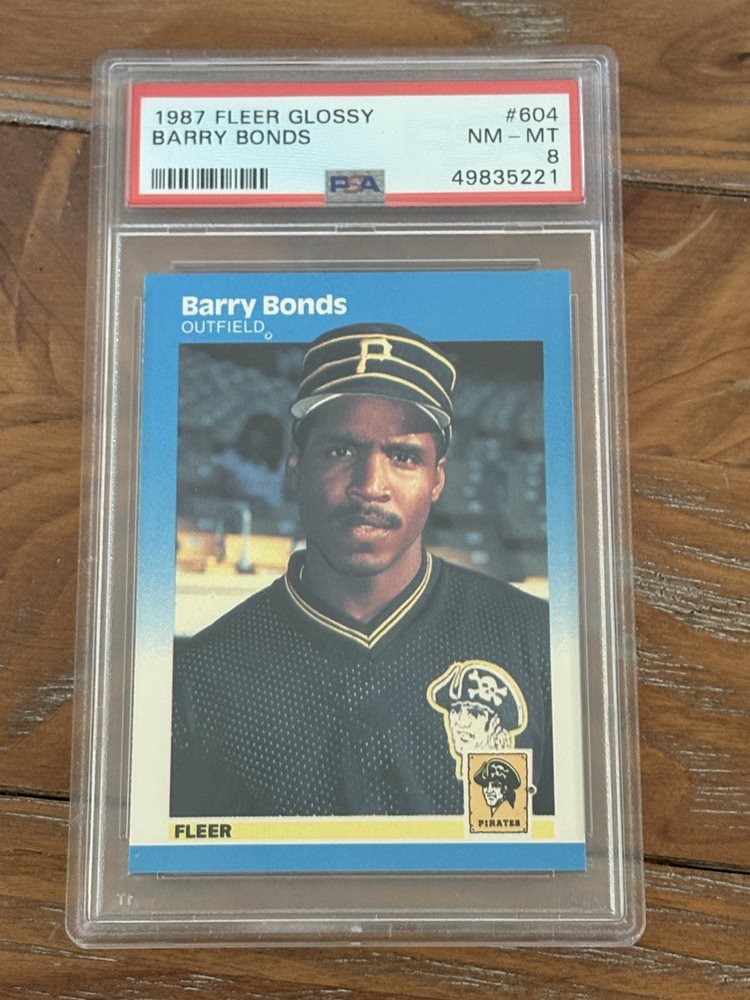 1987 FLEER GLOSSY #604
BARRY BONDS NM - MT
8
PSA 49835221
Barry Bonds
OUTFIELD
P
PIRATES ®
FLEER